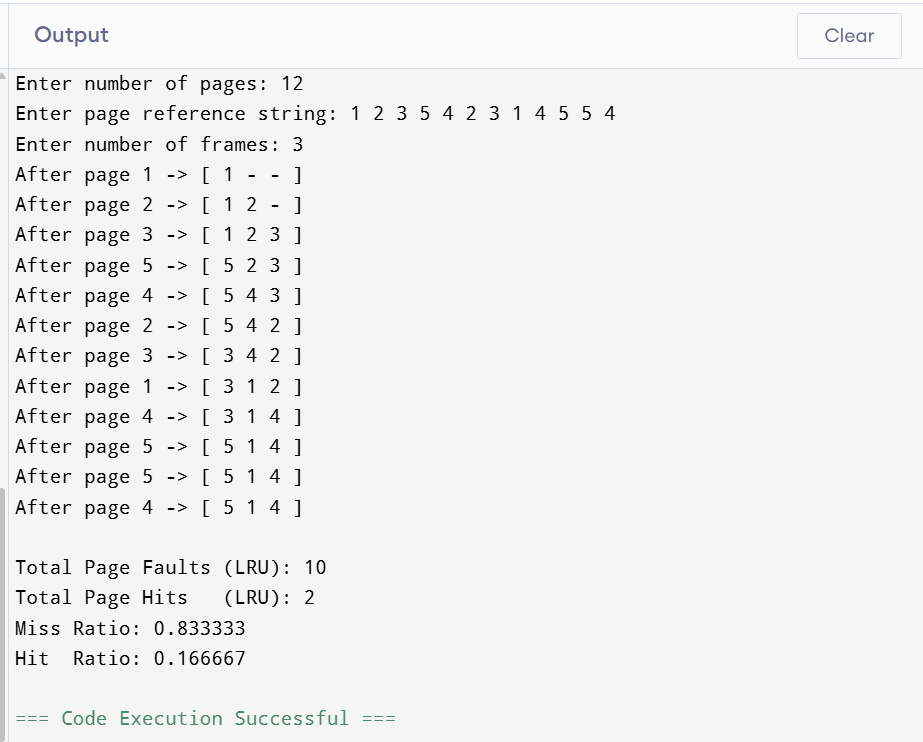 Output
Clear
Enter number of pages: 12
Enter page reference string: 1 2 3 5 4 2 3 1 4 5 5 4
Enter number of frames: 3
After page 1 -> [ 1 - - ]
After page 2 -> [ 1 2 - ]
After page 3 -> [ 1 2 3 ]
After page 5 -> [ 5 2 3 ]
After page 4 -> [ 5 4 3 ]
After page 2 -> [ 5 4 2 ]
After page 3 -> [ 3 4 2 ]
After page 1 -> [ 3 1 2 ]
After page 4 -> [ 3 1 4 ]
After page 5 -> [ 5 1 4 ]
After page 5 -> [ 5 1 4 ]
After page 4 -> [ 5 1 4 ]
Total Page Faults (LRU): 10
Total Page Hits   (LRU): 2
Miss Ratio: 0.833333
Hit  Ratio: 0.166667
=== Code Execution Successful ===